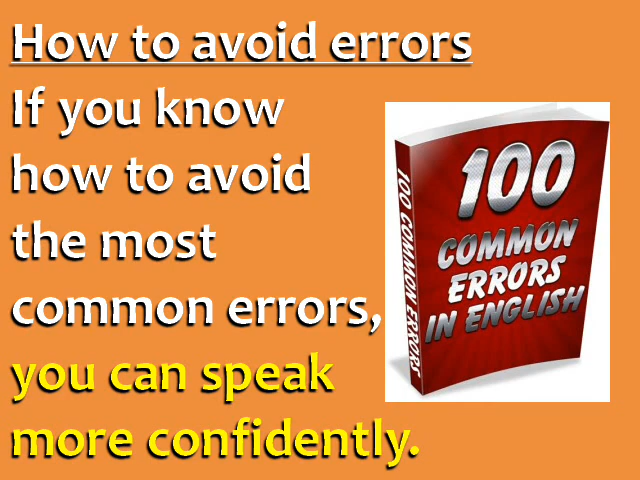 How to avoid errors
If you know
how to avoid
the most
common errors,
you can speak
more confidently.
100
COMMON
ERRORS
IN ENGLISH
100 COMMON ERRORS